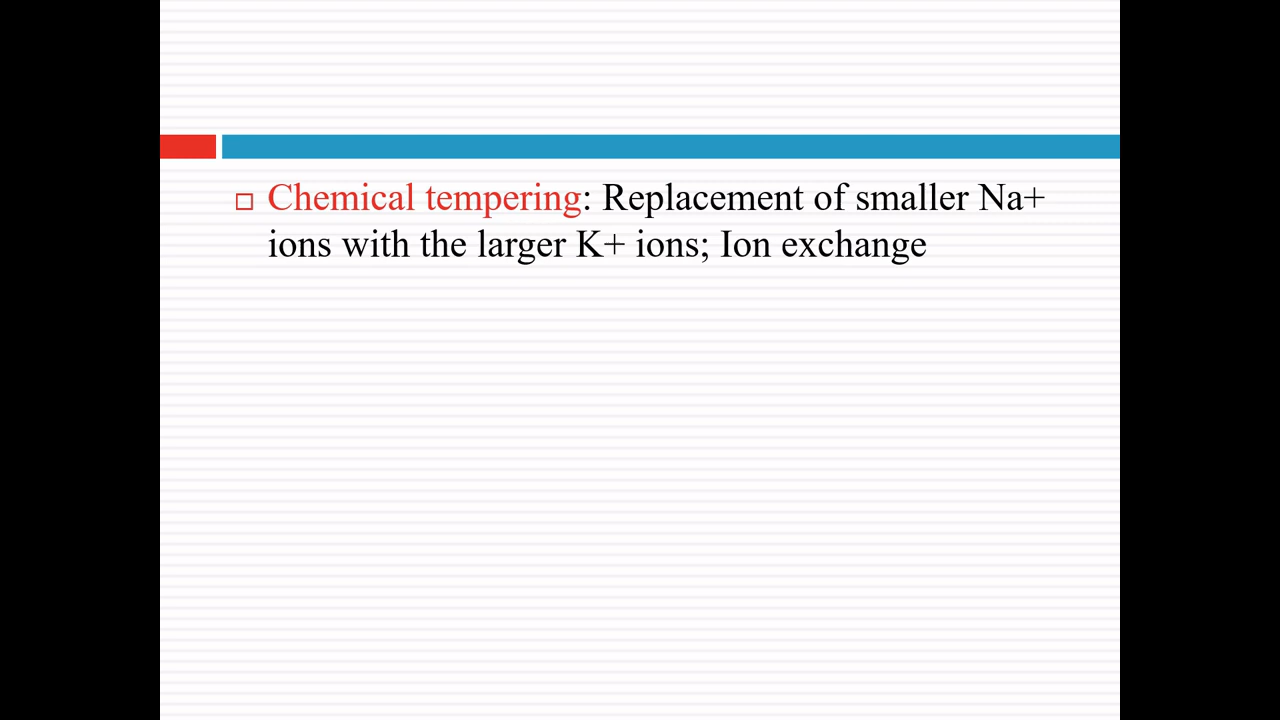 Chemical tempering: Replacement of smaller Na+
ions with the larger K+ ions; Ion exchange